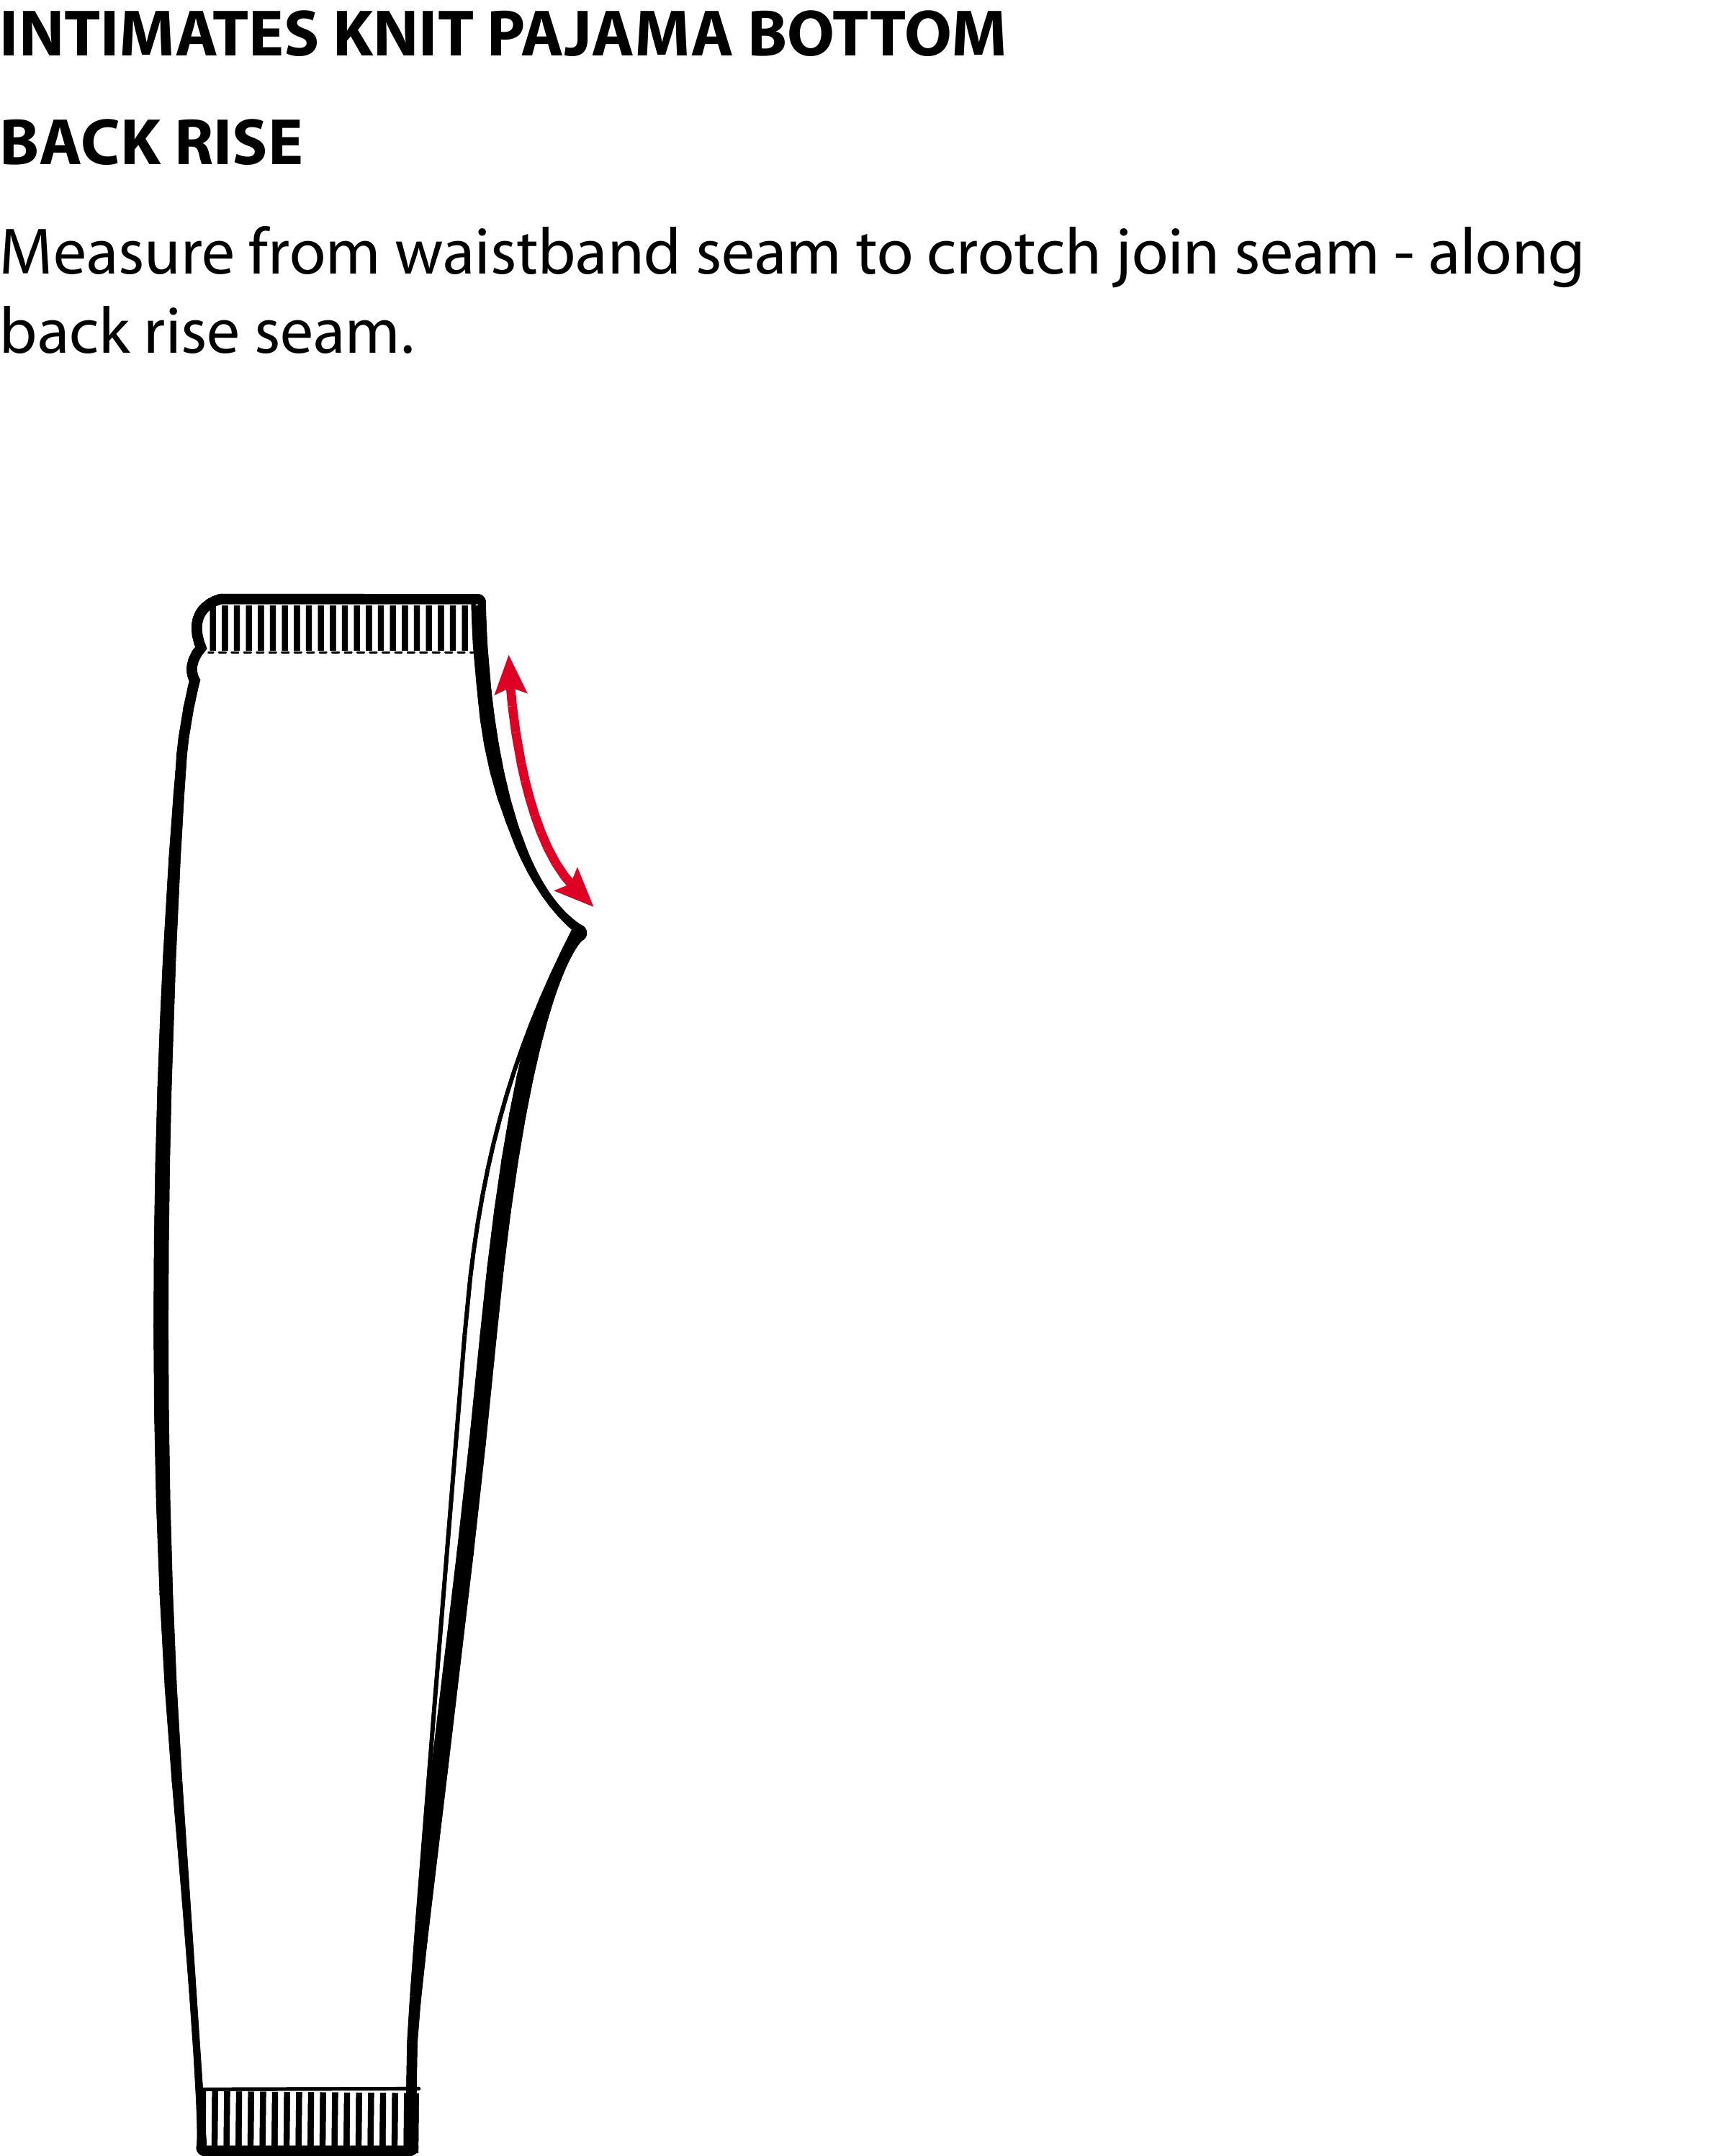 INTIMATES KNIT PAJAMA BOTTOM
BACK RISE
Measure from waistband seam to crotch join seam - along
back rise seam.